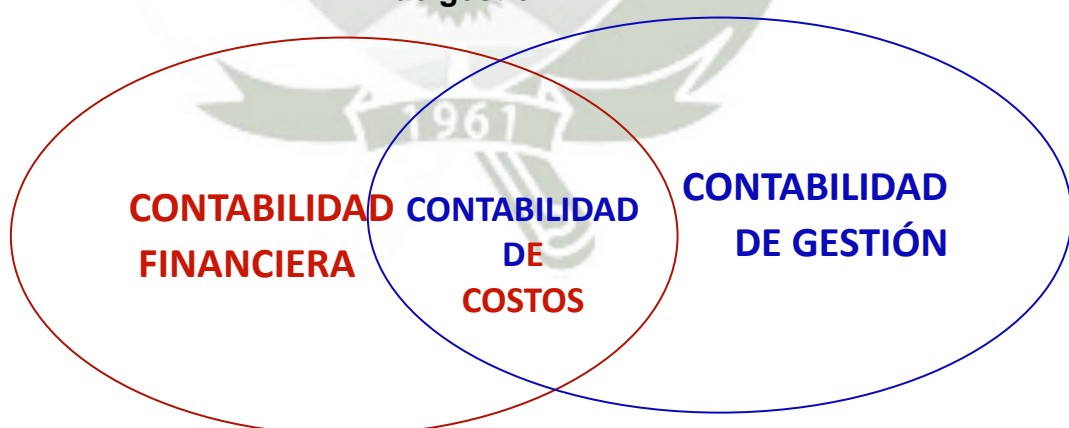 1961
CONTABILIDAD
FINANCIERA
CONTABILIDAD
DE
COSTOS
CONTABILIDAD
DE GESTIÓN